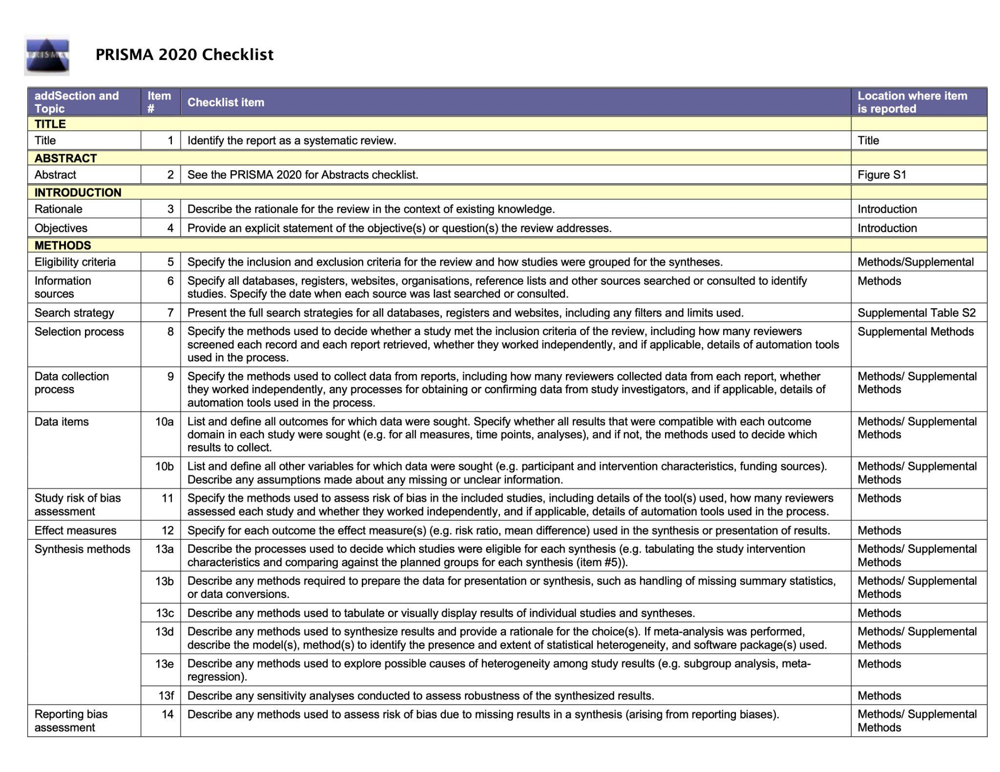 PRISMA
PRISMA 2020 Checklist
addSection and Topic Item # Checklist item Location where item is reported
TITLE
Title 1 Identify the report as a systematic review. Title
ABSTRACT
Abstract 2 See the PRISMA 2020 for Abstracts checklist. Figure S1
INTRODUCTION
Rationale 3 Describe the rationale for the review in the context of existing knowledge. Introduction
Objectives 4 Provide an explicit statement of the objective(s) or question(s) the review addresses. Introduction
METHODS
Eligibility criteria 5 Specify the inclusion and exclusion criteria for the review and how studies were grouped for the syntheses. Methods/Supplemental
Information sources 6 Specify all databases, registers, websites, organisations, reference lists and other sources searched or consulted to identify
studies. Specify the date when each source was last searched or consulted. Methods
Search strategy 7 Present the full search strategies for all databases, registers and websites, including any filters and limits used. Supplemental Table S2
Selection process 8 Specify the methods used to decide whether a study met the inclusion criteria of the review, including how many reviewers
screened each record and each report retrieved, whether they worked independently, and if applicable, details of automation tools
used in the process. Supplemental Methods
Data collection process 9 Specify the methods used to collect data from reports, including how many reviewers collected data from each report, whether
they worked independently, any processes for obtaining or confirming data from study investigators, and if applicable, details of
automation tools used in the process. Methods/ Supplemental Methods
Data items 10a List and define all outcomes for which data were sought. Specify whether all results that were compatible with each outcome
domain in each study were sought (e.g. for all measures, time points, analyses), and if not, the methods used to decide which
results to collect. Methods/ Supplemental Methods
10b List and define all other variables for which data were sought (e.g. participant and intervention characteristics, funding sources).
Describe any assumptions made about any missing or unclear information. Methods/ Supplemental Methods
Study risk of bias assessment 11 Specify the methods used to assess risk of bias in the included studies, including details of the tool(s) used, how many reviewers
assessed each study and whether they worked independently, and if applicable, details of automation tools used in the process. Methods
Effect measures 12 Specify for each outcome the effect measure(s) (e.g. risk ratio, mean difference) used in the synthesis or presentation of results. Methods
Synthesis methods 13a Describe the processes used to decide which studies were eligible for each synthesis (e.g. tabulating the study intervention
characteristics and comparing against the planned groups for each synthesis (item #5)). Methods/ Supplemental Methods
13b Describe any methods required to prepare the data for presentation or synthesis, such as handling of missing summary statistics,
or data conversions. Methods/ Supplemental Methods
13c Describe any methods used to tabulate or visually display results of individual studies and syntheses. Methods
13d Describe any methods used to synthesize results and provide a rationale for the choice(s). If meta-analysis was performed,
describe the model(s), method(s) to identify the presence and extent of statistical heterogeneity, and software package(s) used. Methods/ Supplemental Methods
13e Describe any methods used to explore possible causes of heterogeneity among study results (e.g. subgroup analysis, meta-
regression). Methods
13f Describe any sensitivity analyses conducted to assess robustness of the synthesized results. Methods
Reporting bias assessment 14 Describe any methods used to assess risk of bias due to missing results in a synthesis (arising from reporting biases). Methods/ Supplemental Methods